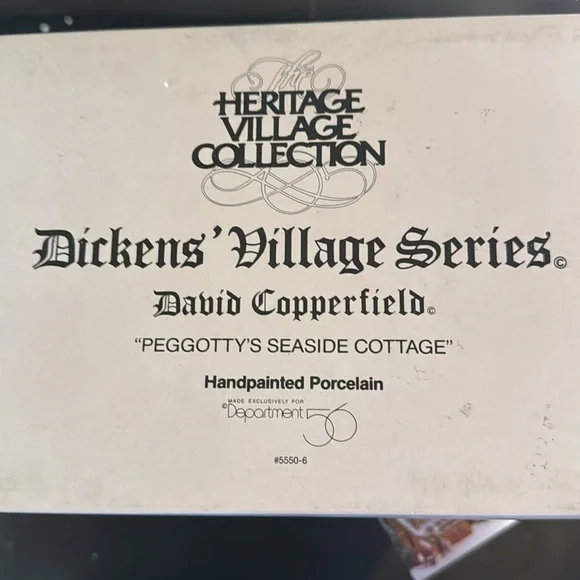 The
HERITAGE
VILLAGE
COLLECTION™
Dickens' Village Series©
David Copperfield©
"PEGGOTTY'S SEASIDE COTTAGE"
Handpainted Porcelain
MADE EXCLUSIVELY FOR
©Department 56
#5550-6